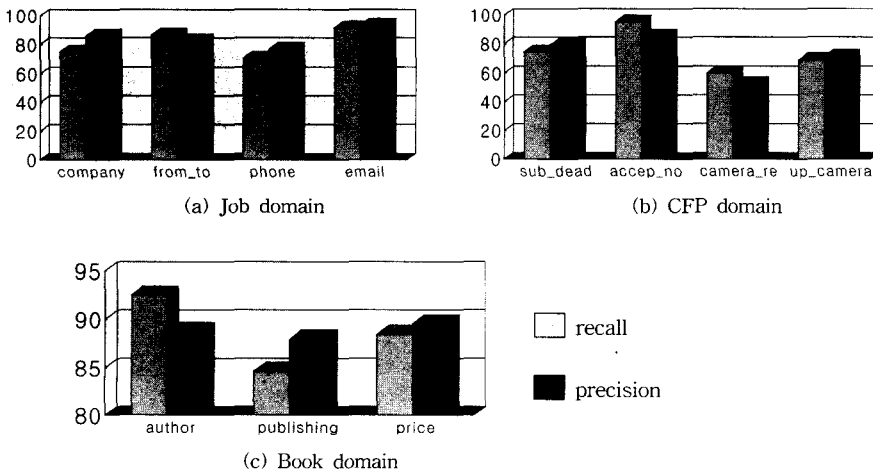 100
80
60
40
20
0
company from_to phone email
(a) Job domain
100
80
60
40
20
0
sub_dead accep_no camera_re up_camera
(b) CFP domain
95
90
85
80
author publishing price
(c) Book domain
recall
precision